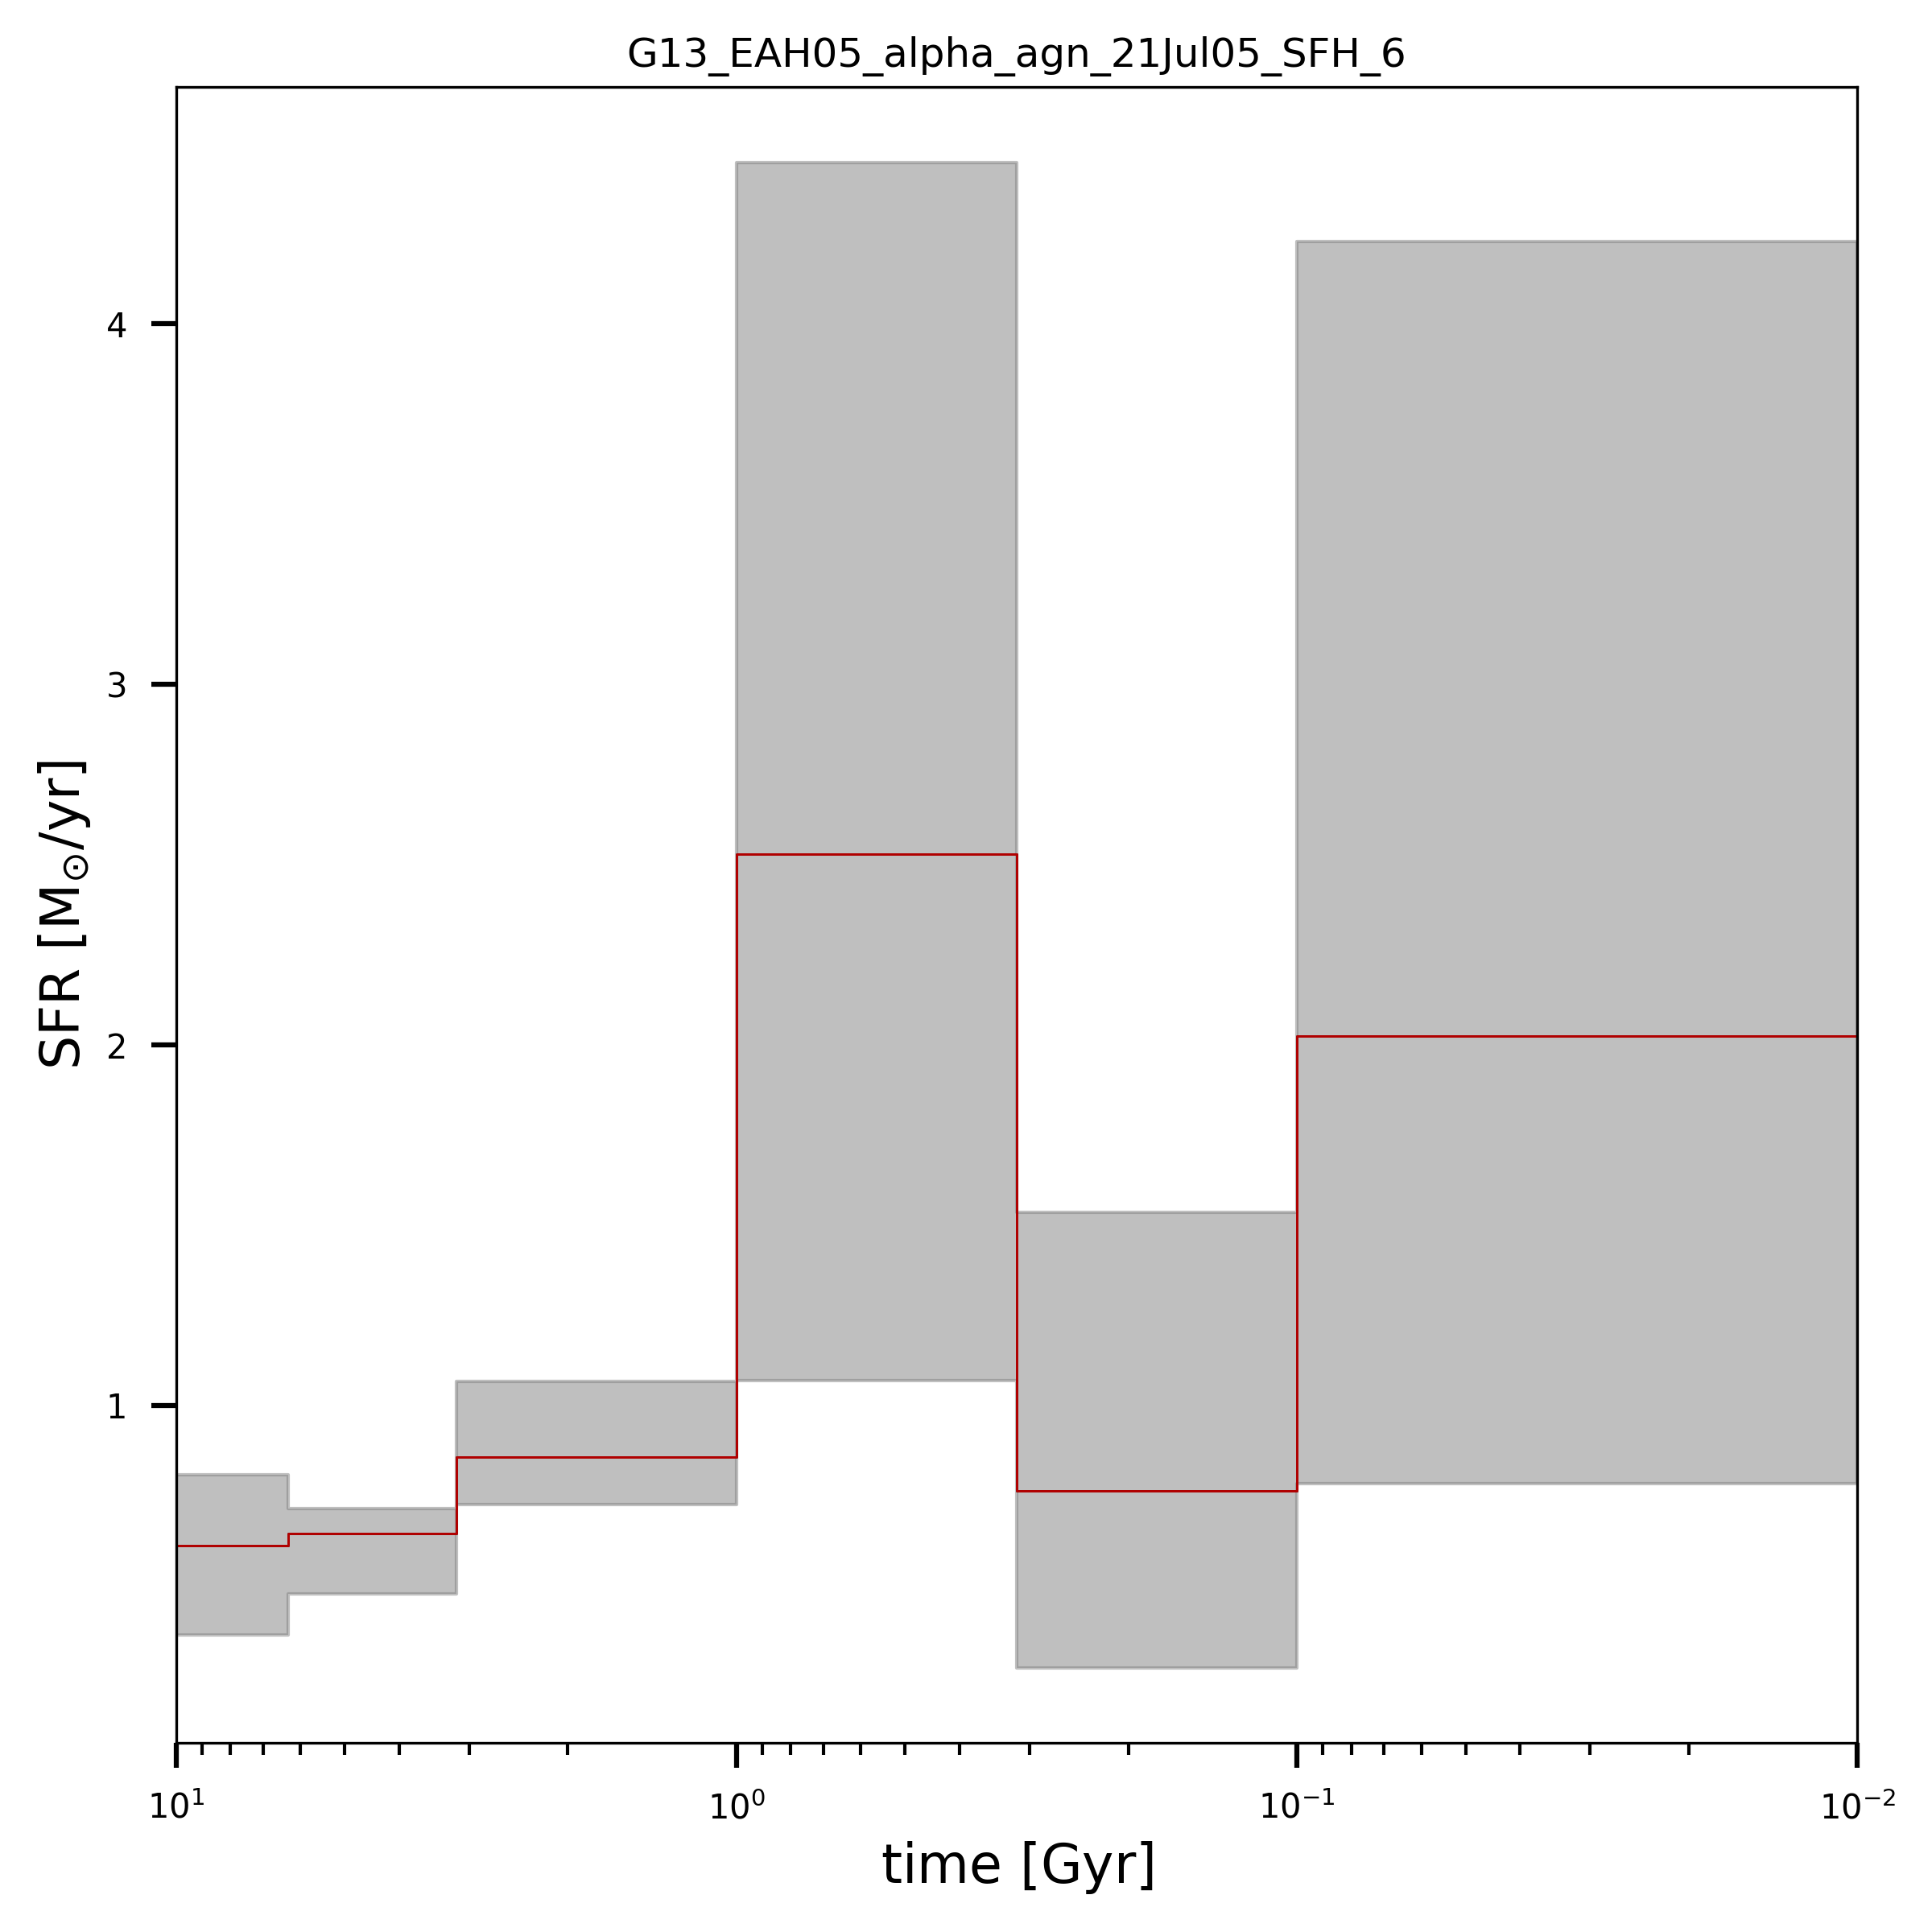 G13_EAH05_alpha_agn_21Jul05_SFH_6
SFR [M⊙/yr]
4
3
2
1
10¹ 10⁰ 10⁻¹ 10⁻²
time [Gyr]